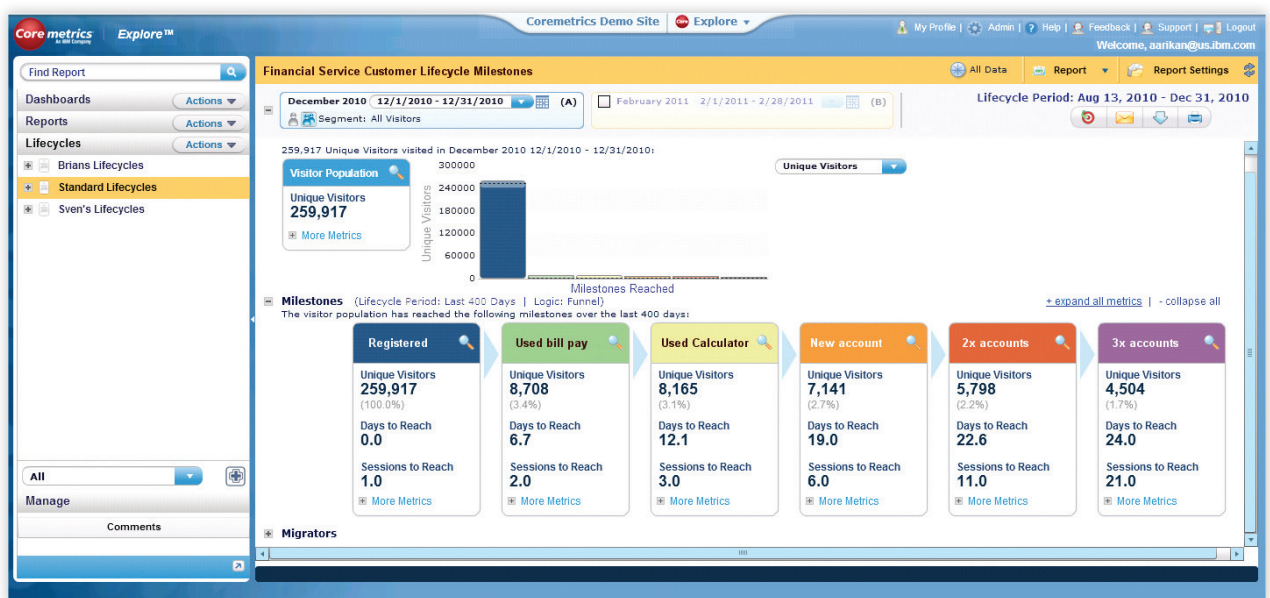 Coremetrics Demo Site Explore
Core metrics
An IBM Company
Explore™
My Profile | Admin | Help | Feedback | Support | Logout
Welcome, aarikan@us.ibm.com
Find Report
Dashboards Actions
Reports Actions
Lifecycles Actions
Brians Lifecycles
Standard Lifecycles
Sven's Lifecycles
All
Manage
Comments
Financial Service Customer Lifecycle Milestones
All Data Report Report Settings
December 2010 12/1/2010 - 12/31/2010 (A)
Segment: All Visitors
February 2011 2/1/2011 - 2/28/2011 (B)
Lifecycle Period: Aug 13, 2010 - Dec 31, 2010
259,917 Unique Visitors visited in December 2010 12/1/2010 - 12/31/2010:
Visitor Population
Unique Visitors
259,917
More Metrics
Unique Visitors
300000
240000
180000
120000
60000
0
Milestones Reached
Unique Visitors
Milestones (Lifecycle Period: Last 400 Days | Logic: Funnel)
+ expand all metrics | - collapse all
The visitor population has reached the following milestones over the last 400 days:
Registered
Unique Visitors
259,917
(100.0%)
Days to Reach
0.0
Sessions to Reach
1.0
More Metrics
Used bill pay
Unique Visitors
8,708
(3.4%)
Days to Reach
6.7
Sessions to Reach
2.0
More Metrics
Used Calculator
Unique Visitors
8,165
(3.1%)
Days to Reach
12.1
Sessions to Reach
3.0
More Metrics
New account
Unique Visitors
7,141
(2.7%)
Days to Reach
19.0
Sessions to Reach
6.0
More Metrics
2x accounts
Unique Visitors
5,798
(2.2%)
Days to Reach
22.6
Sessions to Reach
11.0
More Metrics
3x accounts
Unique Visitors
4,504
(1.7%)
Days to Reach
24.0
Sessions to Reach
21.0
More Metrics
Migrators